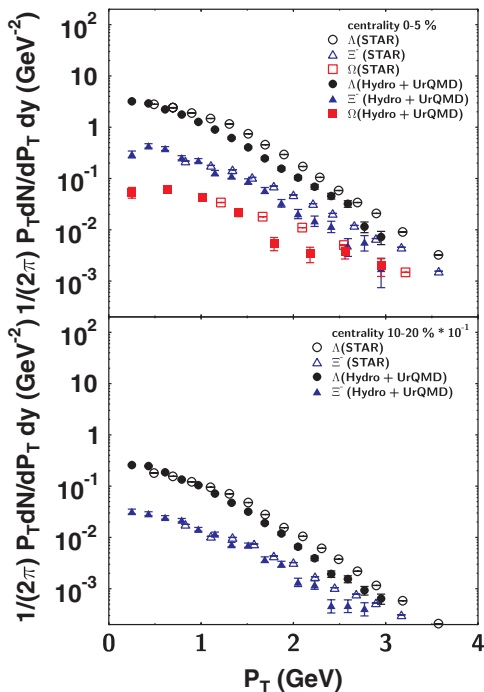 1/(2π) P_T dN/dP_T dy (GeV⁻²)
10²
10
1
10⁻¹
10⁻²
10⁻³
centrality 0-5 %
Λ(STAR)
Ξ⁻(STAR)
Ω(STAR)
Λ(Hydro + UrQMD)
Ξ⁻(Hydro + UrQMD)
Ω(Hydro + UrQMD)
1/(2π) P_T dN/dP_T dy (GeV⁻²)
10²
10
1
10⁻¹
10⁻²
10⁻³
centrality 10-20 % * 10⁻¹
Λ(STAR)
Ξ⁻(STAR)
Λ(Hydro + UrQMD)
Ξ⁻(Hydro + UrQMD)
0 1 2 3 4
P_T (GeV)